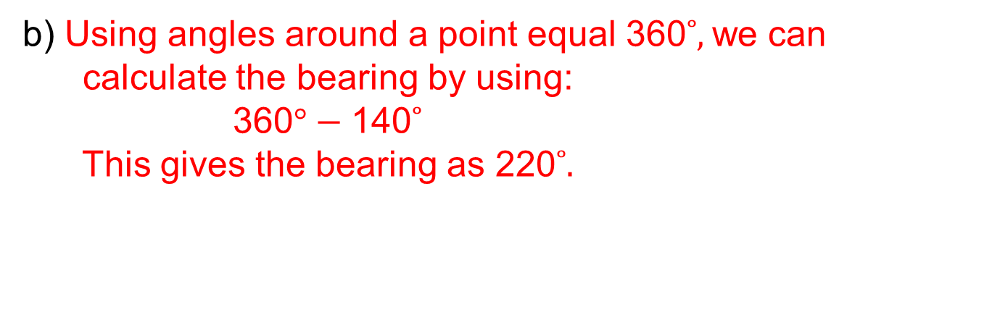 b) Using angles around a point equal 360°, we can
calculate the bearing by using:
360° – 140°
This gives the bearing as 220°.